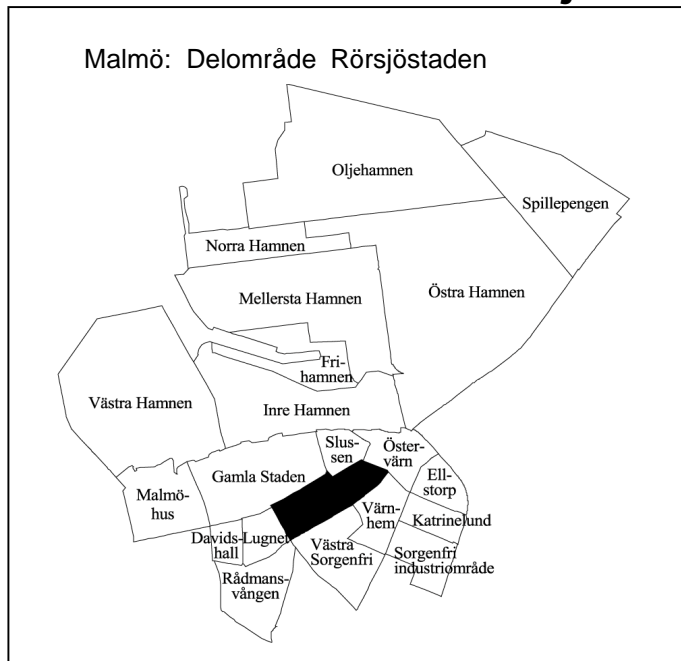 Malmö: Delområde Rörsjöstaden
Oljehamnen
Spillepengen
Norra Hamnen
Mellersta Hamnen
Östra Hamnen
Fri-
hamnen
Västra Hamnen
Inre Hamnen
Slus-
sen
Öster-
värn
Gamla Staden
Ell-
storp
Malmö-
hus
Värn-
hem
Katrinelund
Davids-
hall
Lugnet
Västra
Sorgenfri
Sorgenfri
industriområde
Rådmans-
vången